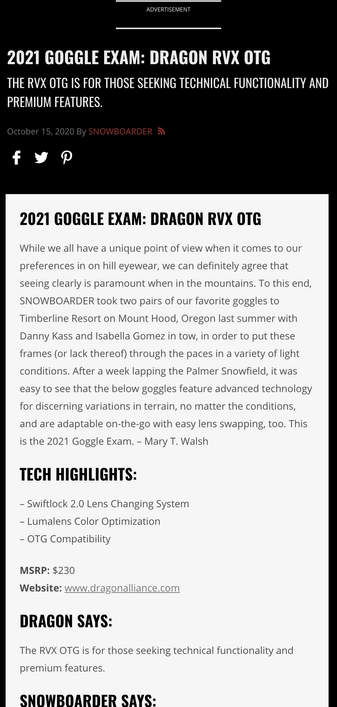 ADVERTISEMENT
2021 GOGGLE EXAM: DRAGON RVX OTG
THE RVX OTG IS FOR THOSE SEEKING TECHNICAL FUNCTIONALITY AND
PREMIUM FEATURES.
October 15, 2020 By SNOWBOARDER
2021 GOGGLE EXAM: DRAGON RVX OTG
While we all have a unique point of view when it comes to our
preferences in on hill eyewear, we can definitely agree that
seeing clearly is paramount when in the mountains. To this end,
SNOWBOARDER took two pairs of our favorite goggles to
Timberline Resort on Mount Hood, Oregon last summer with
Danny Kass and Isabella Gomez in tow, in order to put these
frames (or lack thereof) through the paces in a variety of light
conditions. After a week lapping the Palmer Snowfield, it was
easy to see that the below goggles feature advanced technology
for discerning variations in terrain, no matter the conditions,
and are adaptable on-the-go with easy lens swapping, too. This
is the 2021 Goggle Exam. – Mary T. Walsh
TECH HIGHLIGHTS:
– Swiftlock 2.0 Lens Changing System
– Lumalens Color Optimization
– OTG Compatibility
MSRP: $230
Website: www.dragonalliance.com
DRAGON SAYS:
The RVX OTG is for those seeking technical functionality and
premium features.
SNOWBOARDER SAYS: